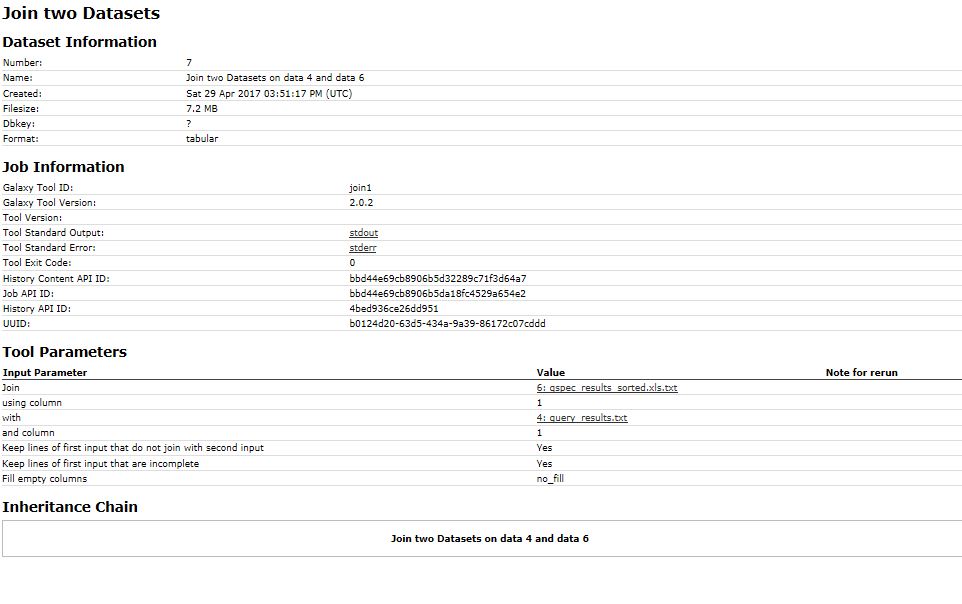 Join two Datasets
Dataset Information
Number: 7
Name: Join two Datasets on data 4 and data 6
Created: Sat 29 Apr 2017 03:51:17 PM (UTC)
Filesize: 7.2 MB
Dbkey: ?
Format: tabular
Job Information
Galaxy Tool ID: join1
Galaxy Tool Version: 2.0.2
Tool Version:
Tool Standard Output: stdout
Tool Standard Error: stderr
Tool Exit Code: 0
History Content API ID: bbd44e69cb8906b5d32289c71f3d64a7
Job API ID: bbd44e69cb8906b5da18fc4529a654e2
History API ID: 4bed936ce26dd951
UUID: b0124d20-63d5-434a-9a39-86172c07cddd
Tool Parameters
Input Parameter Value Note for rerun
Join 6: qspec_results_sorted.xls.txt
using column 1
with 4: query_results.txt
and column 1
Keep lines of first input that do not join with second input Yes
Keep lines of first input that are incomplete Yes
Fill empty columns no_fill
Inheritance Chain
Join two Datasets on data 4 and data 6